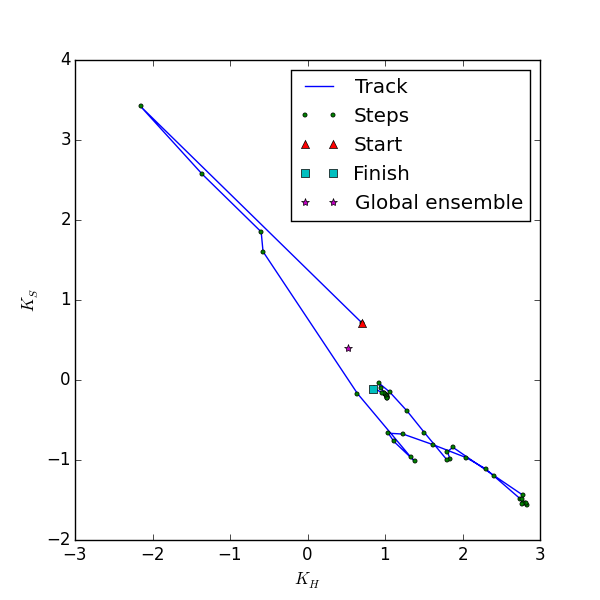 4
3
2
1
0
−1
−2
−3
−2
−1
0
1
2
3
K_S
K_H
Track
Steps
Start
Finish
Global ensemble